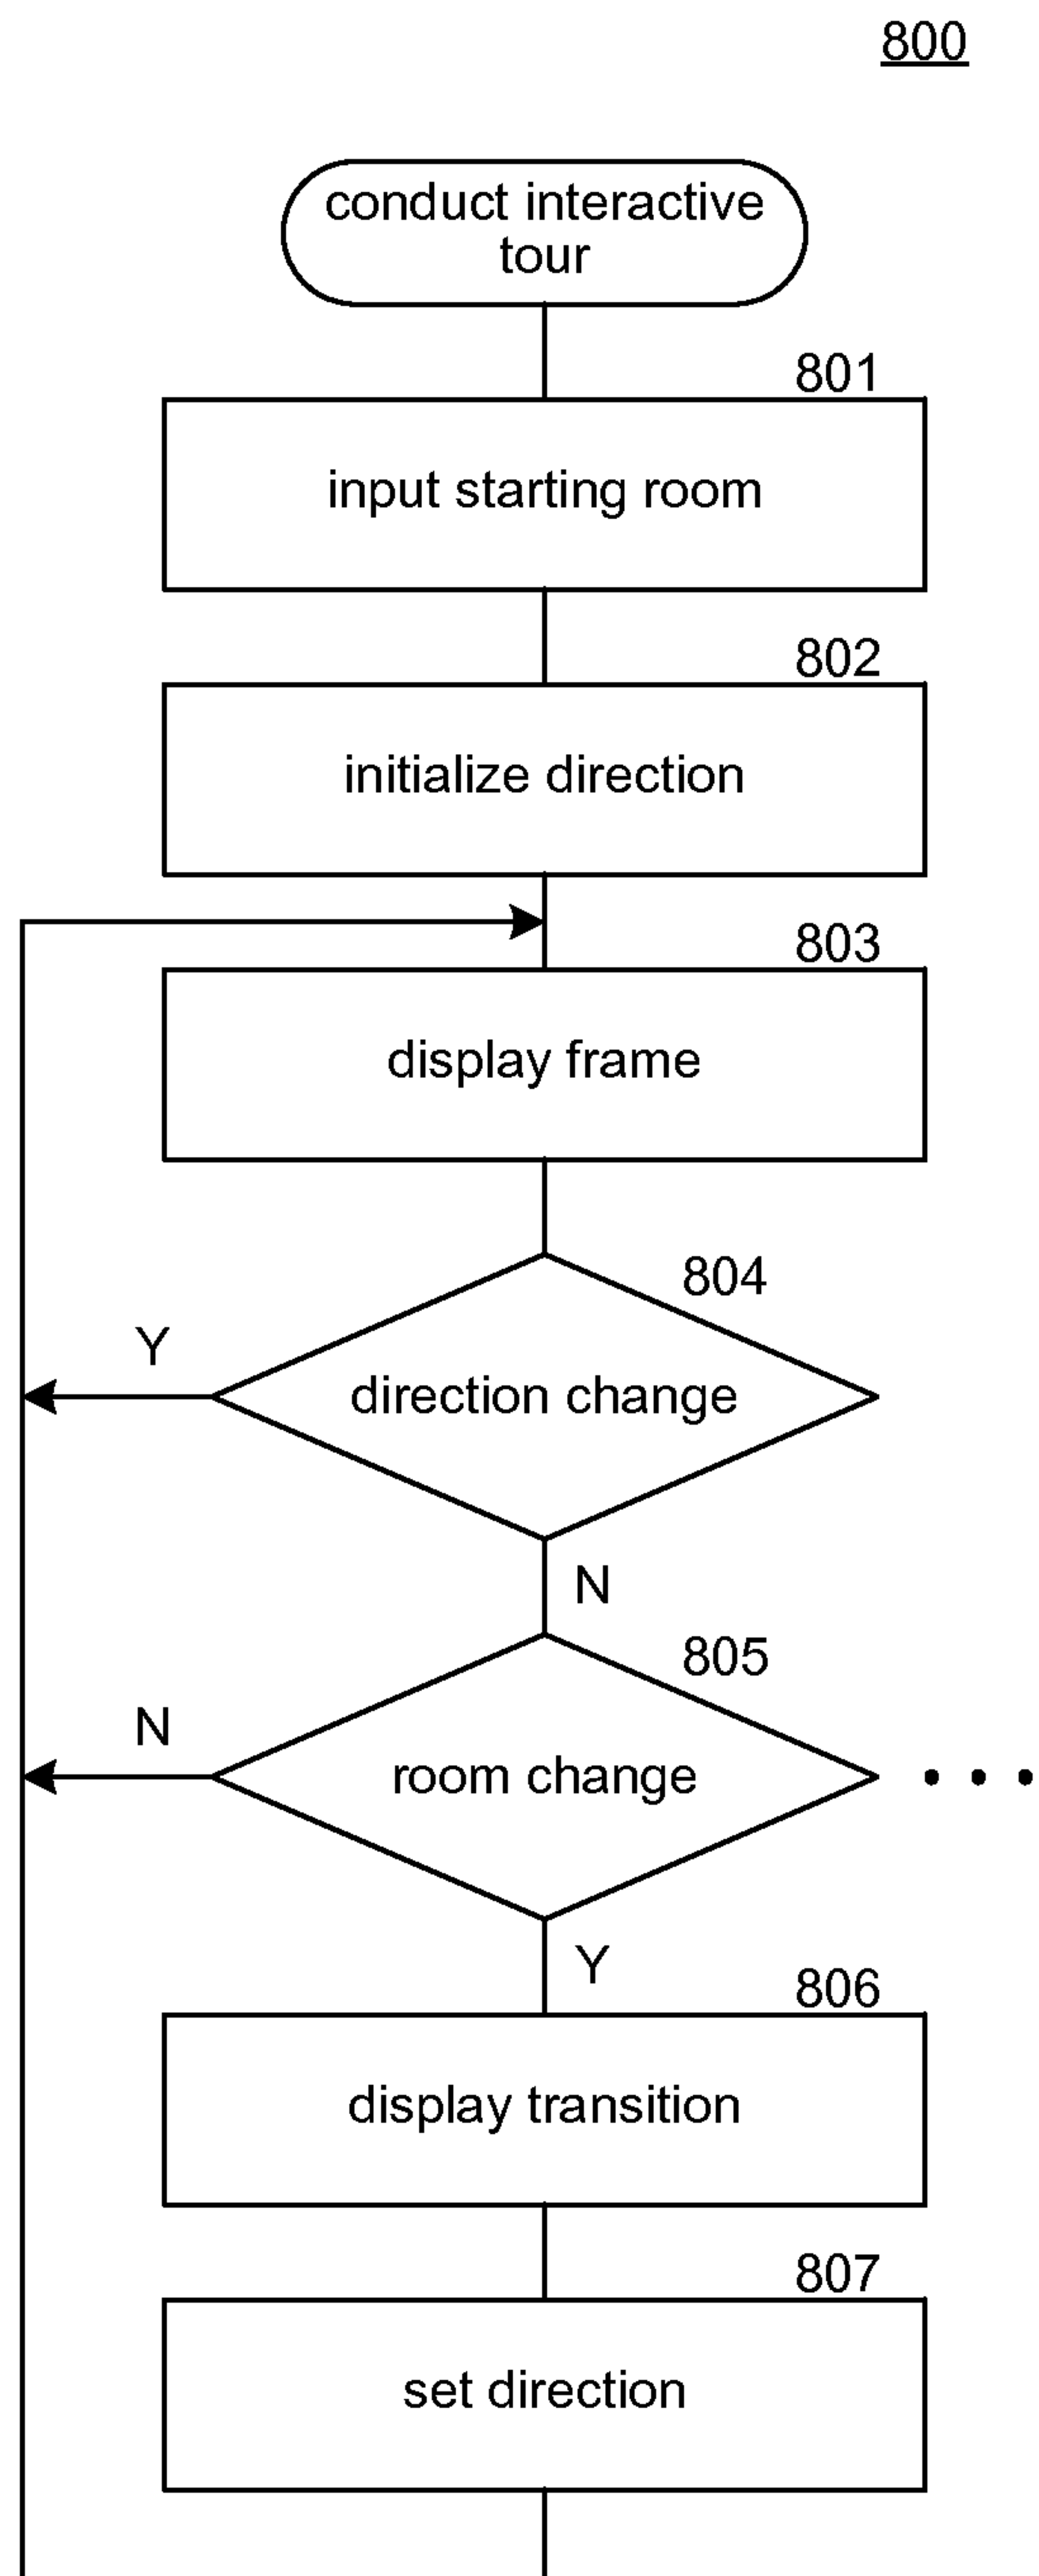 800
conduct interactive
tour
801
input starting room
802
initialize direction
803
display frame
804
Y
direction change
N
805
N
room change
Y
806
display transition
807
set direction